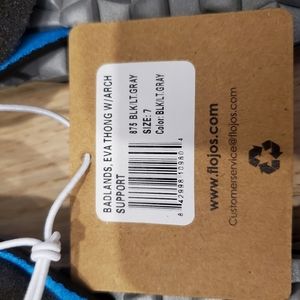 BADLANDS, EVA THONG W/ARCH
SUPPORT
875 BLK/LT.GRAY
SIZE: 7
Color: BLK/LT.GRAY
www.flojos.com
Customerservice@flojos.com